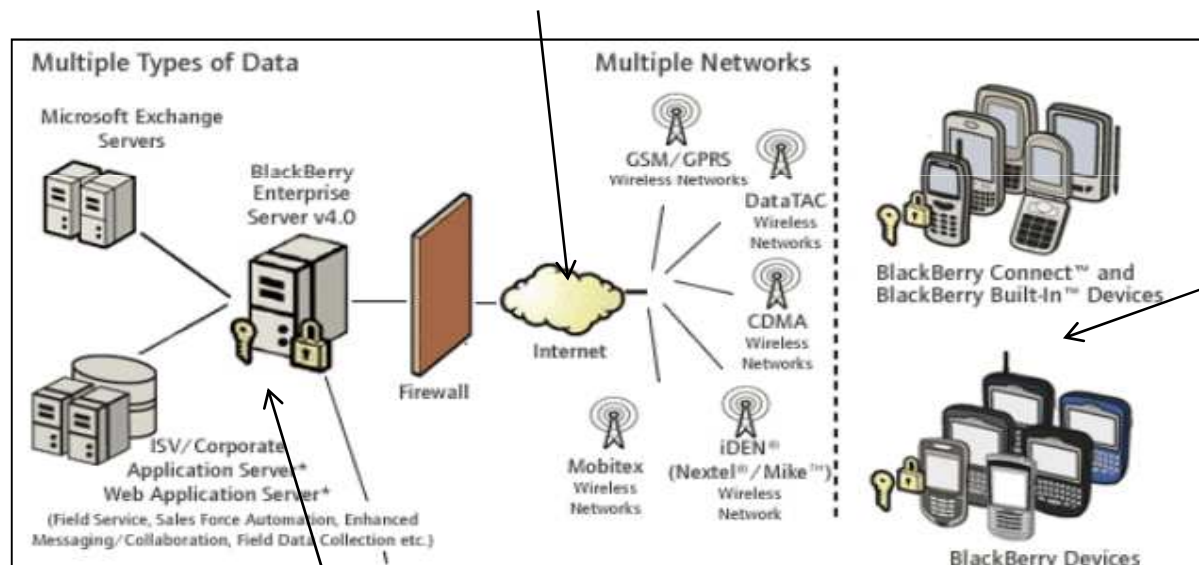 Multiple Types of Data
Multiple Networks
Microsoft Exchange
Servers
BlackBerry
Enterprise
Server v4.0
Firewall
Internet
ISV/Corporate
Application Server*
Web Application Server*
(Field Service, Sales Force Automation, Enhanced
Messaging/Collaboration, Field Data Collection etc.)
GSM/GPRS
Wireless Networks
DataTAC
Wireless
Networks
CDMA
Wireless
Networks
iDEN®
(Nextel®/Mike™)
Wireless
Network
Mobitex
Wireless
Networks
BlackBerry Connect™ and
BlackBerry Built-In™ Devices
BlackBerry Devices